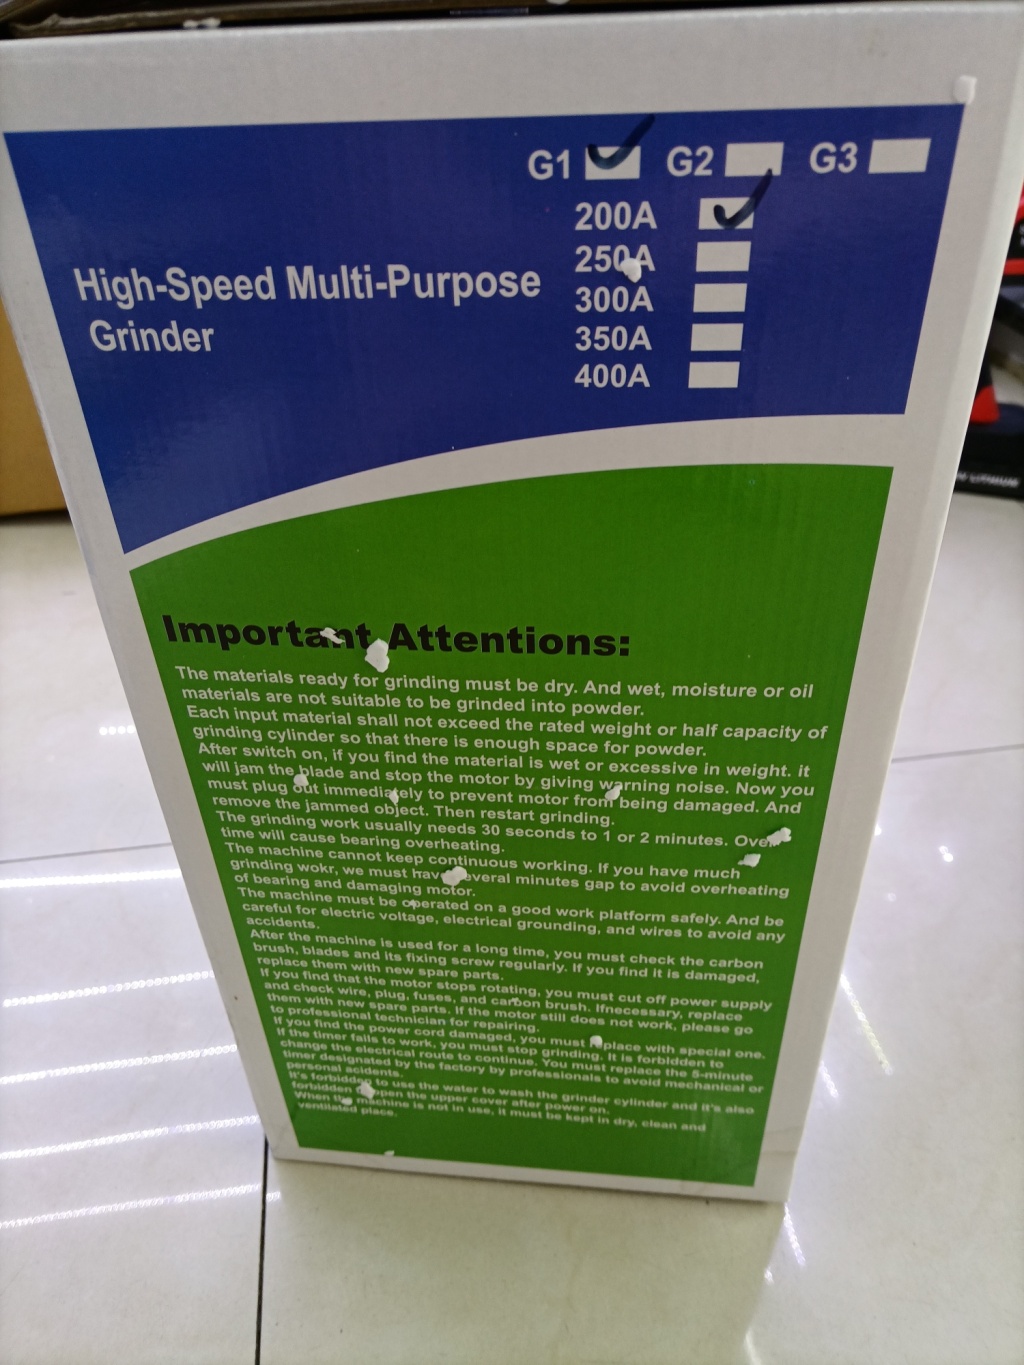 G1 G2 G3
200A
250A
300A
350A
400A
High-Speed Multi-Purpose
Grinder
Important Attentions:
The materials ready for grinding must be dry. And wet, moisture or oil
materials are not suitable to be grinded into powder.
Each input material shall not exceed the rated weight or half capacity of
grinding cylinder so that there is enough space for powder.
After switch on, if you find the material is wet or excessive in weight. it
will jam the blade and stop the motor by giving warning noise. Now you
must plug out immediately to prevent motor from being damaged. And
remove the jammed object. Then restart grinding.
The grinding work usually needs 30 seconds to 1 or 2 minutes. Over
time will cause bearing overheating.
The machine cannot keep continuous working. If you have much
grinding wokr, we must have several minutes gap to avoid overheating
of bearing and damaging motor.
The machine must be operated on a good work platform safely. And be
careful for electric voltage, electrical grounding, and wires to avoid any
accidents.
After the machine is used for a long time, you must check the carbon
brush, blades and its fixing screw regularly. If you find it is damaged,
replace them with new spare parts.
If you find that the motor stops rotating, you must cut off power supply
and check wire, plug, fuses, and carbon brush. Ifnecessary, replace
them with new spare parts. If the motor still does not work, please go
to professional technician for repairing.
If you find the power cord damaged, you must replace with special one.
If the timer fails to work, you must stop grinding. It is forbidden to
change the electrical route to continue. You must replace the 5-minute
timer designated by the factory by professionals to avoid mechanical or
personal acidents.
It's forbidden to use the water to wash the grinder cylinder and it's also
forbidden open the upper cover after power on.
When the machine is not in use, it must be kept in dry, clean and
ventilated place.
LITHIUM